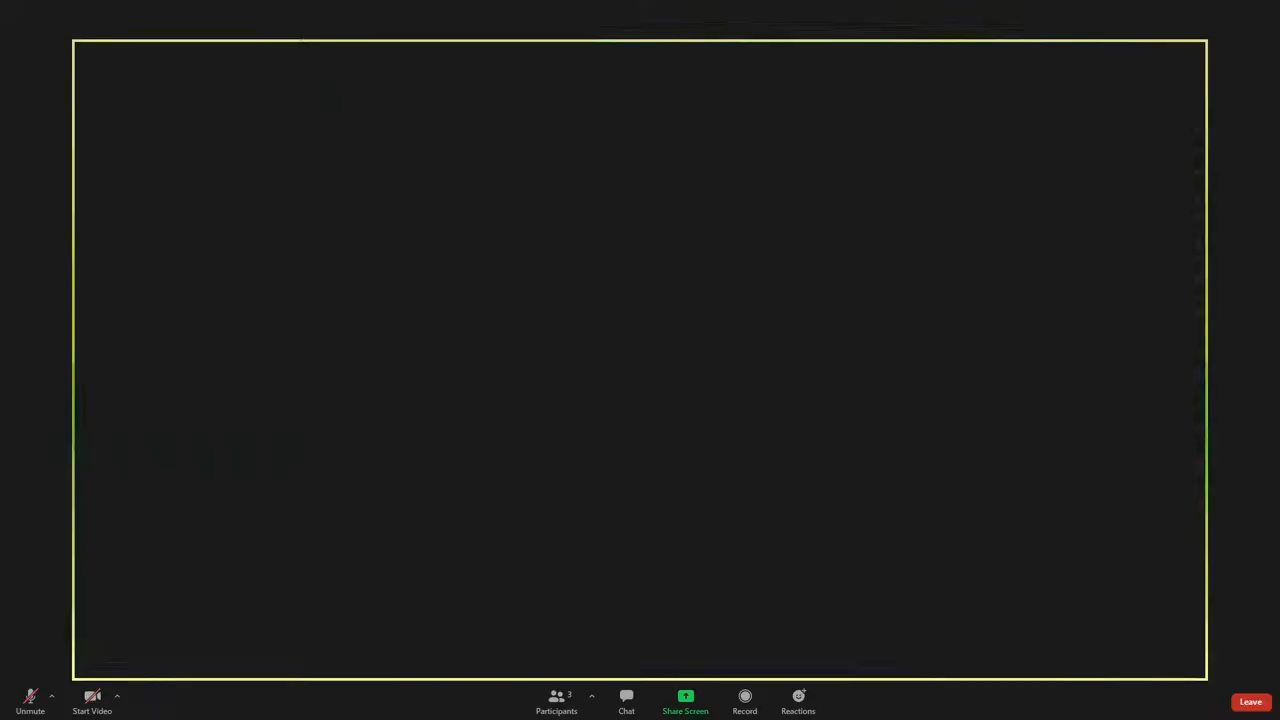 3
Unmute
Start Video
Participants
Chat
Share Screen
Record
Reactions
Leave